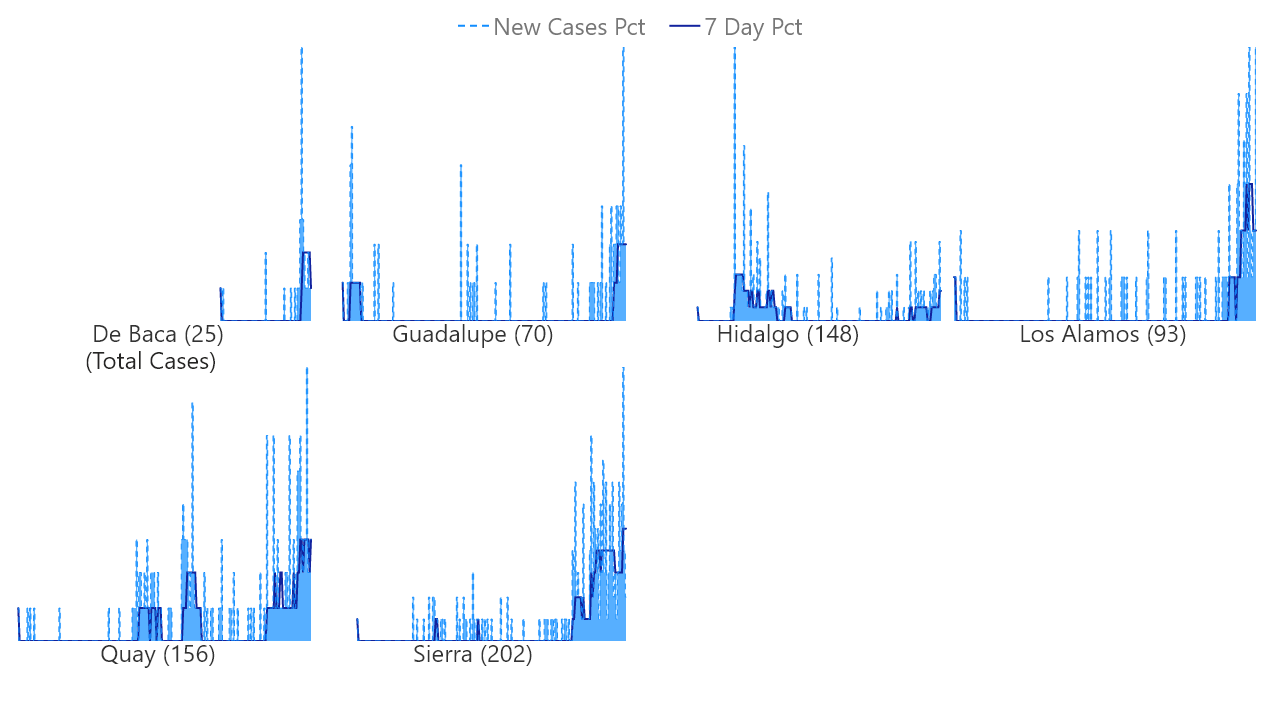 New Cases Pct 7 Day Pct
De Baca (25) Guadalupe (70) Hidalgo (148) Los Alamos (93)
(Total Cases)
Quay (156) Sierra (202)